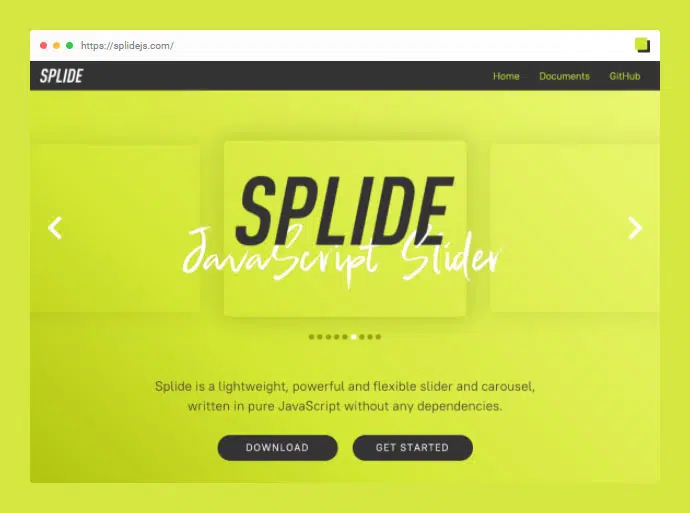 https://splidejs.com/
SPLIDE
Home Documents GitHub
SPLIDE
JavaScript Slider
Splide is a lightweight, powerful and flexible slider and carousel,
written in pure JavaScript without any dependencies.
DOWNLOAD GET STARTED